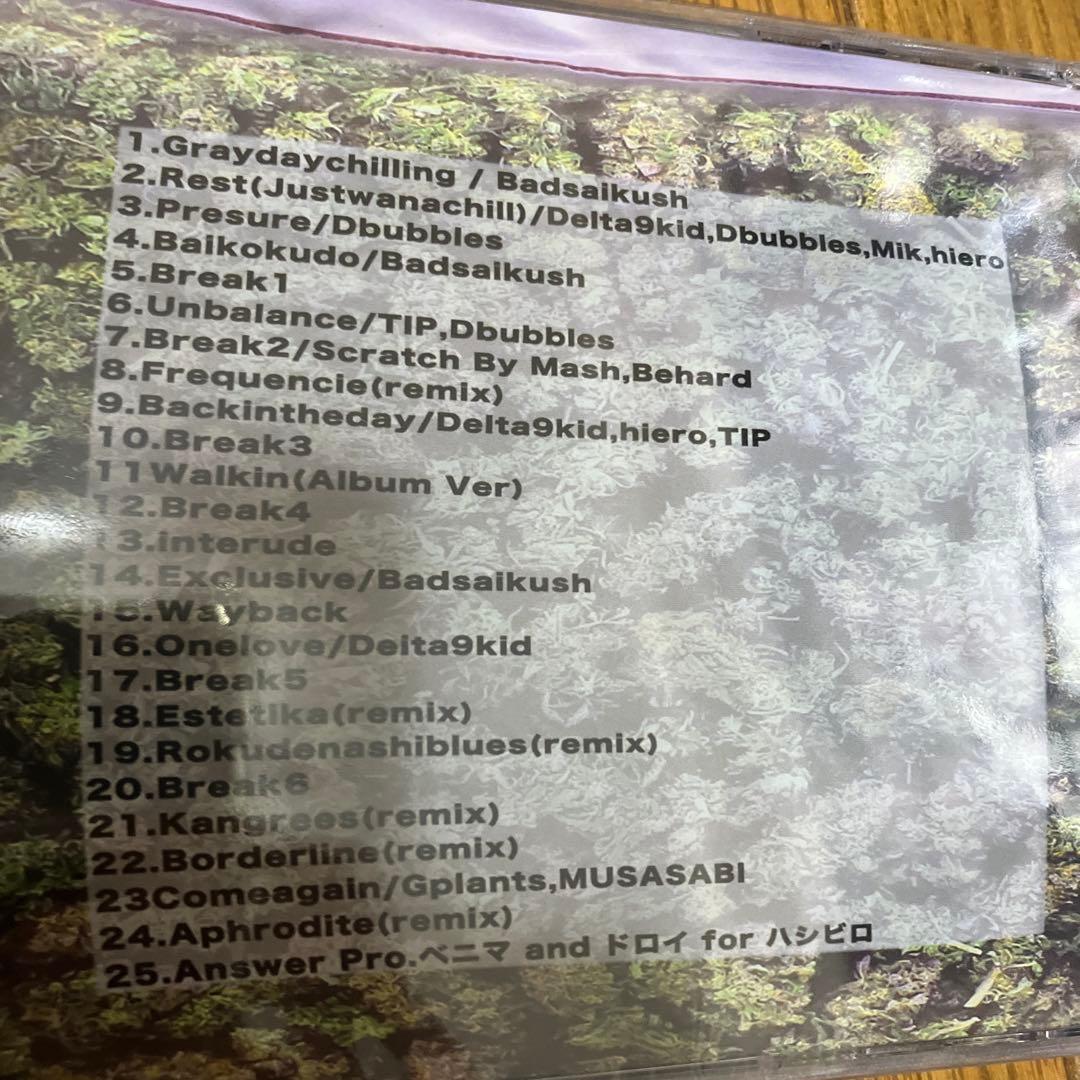 1.Graydaychilling / Badsaikush
2.Rest(Justwanachill)/Delta9kid,Dbubbles,Mik,hiero
3.Presure/Dbubbles
4.Baikokudo/Badsaikush
5.Break1
6.Unbalance/TIP,Dbubbles
7.Break2/Scratch By Mash,Behard
8.Frequencie(remix)
9.Backintheday/Delta9kid,hiero,TIP
10.Break3
11Walkin(Album Ver)
12.Break4
13.interude
14.Exclusive/Badsaikush
15.Wayback
16.Onelove/Delta9kid
17.Break5
18.Estetika(remix)
19.Rokudenashiblues(remix)
20.Break6
21.Kangrees(remix)
22.Borderline(remix)
23Comeagain/Gplants,MUSASABI
24.Aphrodite(remix)
25.Answer Pro.ベニマ and ドロイ for ハシビロ